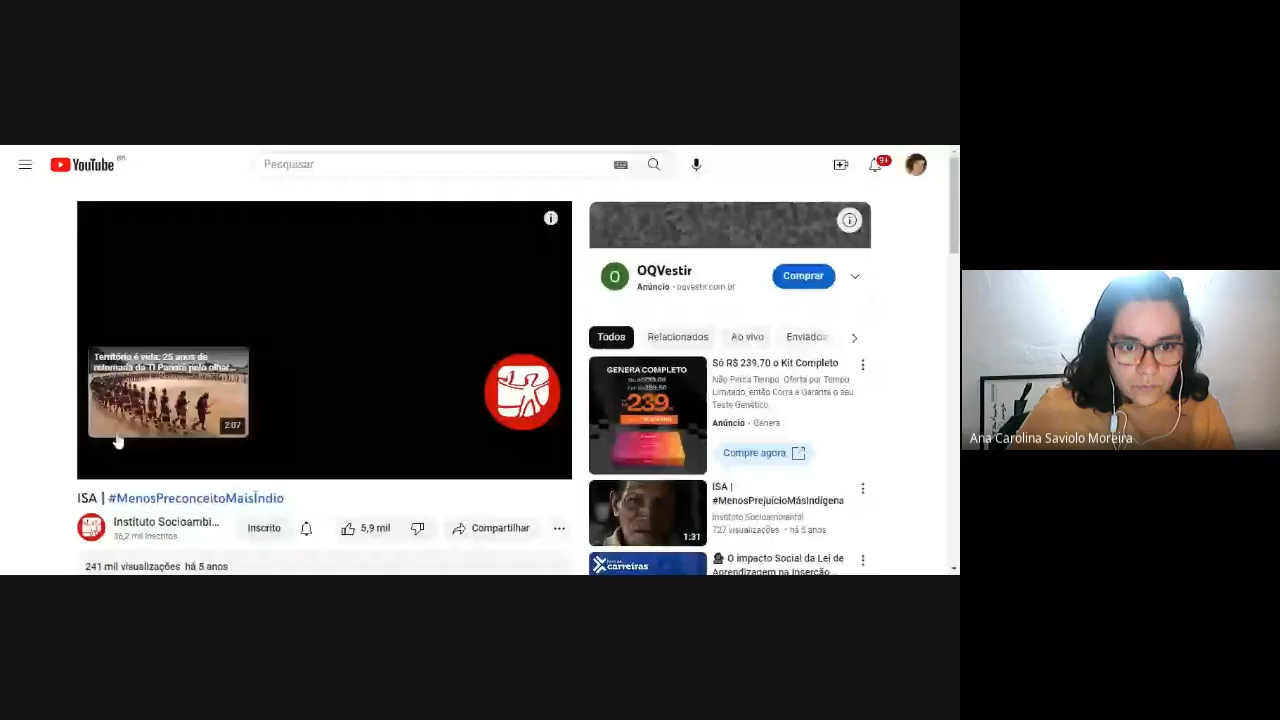 YouTube BR
Pesquisar
9+
Território é vida: 25 anos de
retomada da TI Panará pelo olhar...
2:07
ISA | #MenosPreconceitoMaisÍndio
Instituto Socioambi...
36,2 mil inscritos
Inscrito
5,9 mil
Compartilhar
241 mil visualizações há 5 anos
O
OQVestir
Anúncio · oqvestir.com.br
Comprar
Todos
Relacionados
Ao vivo
Enviados
GENERA COMPLETO
239
Só R$ 239,70 o Kit Completo
Não Perca Tempo. Oferta por Tempo
Limitado, então Corra e Garanta o seu
Teste Genético.
Anúncio · Genera
Compre agora
1:31
ISA |
#MenosPrejuicioMásIndígena
Instituto Socioambiental
727 visualizações · há 5 anos
carreiras
O impacto Social da Lei de
Aprendizagem na Inserção...
Ana Carolina Saviolo Moreira